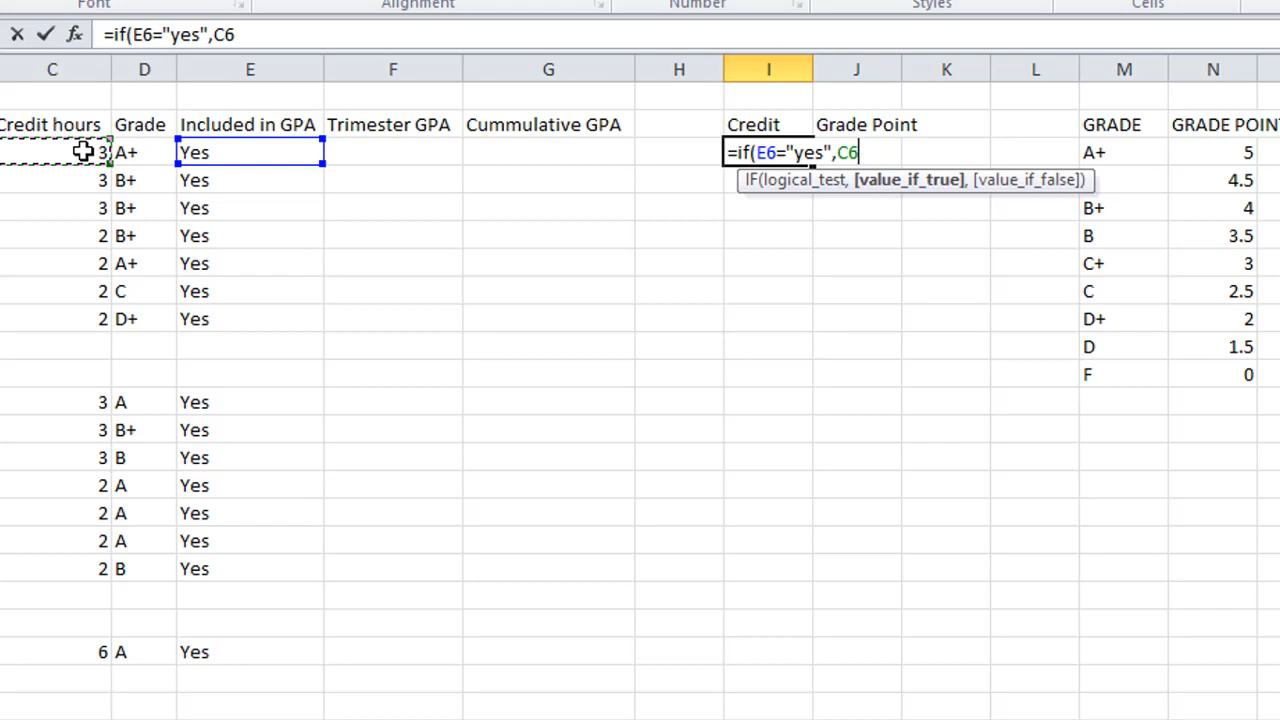 Font Alignment Number Styles Cells
fx =if(E6="yes",C6
C D E F G H I J K L M N
Credit hours Grade Included in GPA Trimester GPA Cummulative GPA Credit Grade Point GRADE GRADE POIN
3 A+ Yes =if(E6="yes",C6 A+ 5
3 B+ Yes IF(logical_test, [value_if_true], [value_if_false]) 4.5
3 B+ Yes B+ 4
2 B+ Yes B 3.5
2 A+ Yes C+ 3
2 C Yes C 2.5
2 D+ Yes D+ 2
D 1.5
F 0
3 A Yes
3 B+ Yes
3 B Yes
2 A Yes
2 A Yes
2 A Yes
2 B Yes
6 A Yes